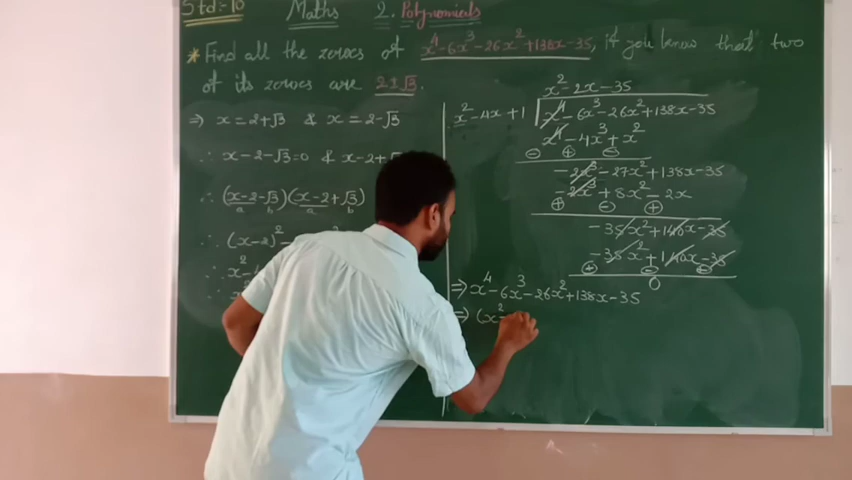 Std:- 10 Maths 2. Polynomials
* Find all the zeroes of x⁴-6x³-26x²+138x-35, if you know that two
of its zeroes are 2±√3.
⇒ x=2+√3 & x=2-√3
∴ x-2-√3=0 & x-2+
∴ (x-2-√3)(x-2+√3)
a b a b
∴ (x-2)²-
∴ x²-
x²-2x-35
x²-4x+1 x⁴-6x³-26x²+138x-35
x⁴-4x³+x²
⊖ ⊕ ⊖
-2x³-27x²+138x-35
-2x³+8x²-2x
⊕ ⊖ ⊕
-35x²+140x-35
-35x²+140x-35
⊕ ⊖ ⊕
0
⇒ x⁴-6x³-26x²+138x-35
⇒ (x²-